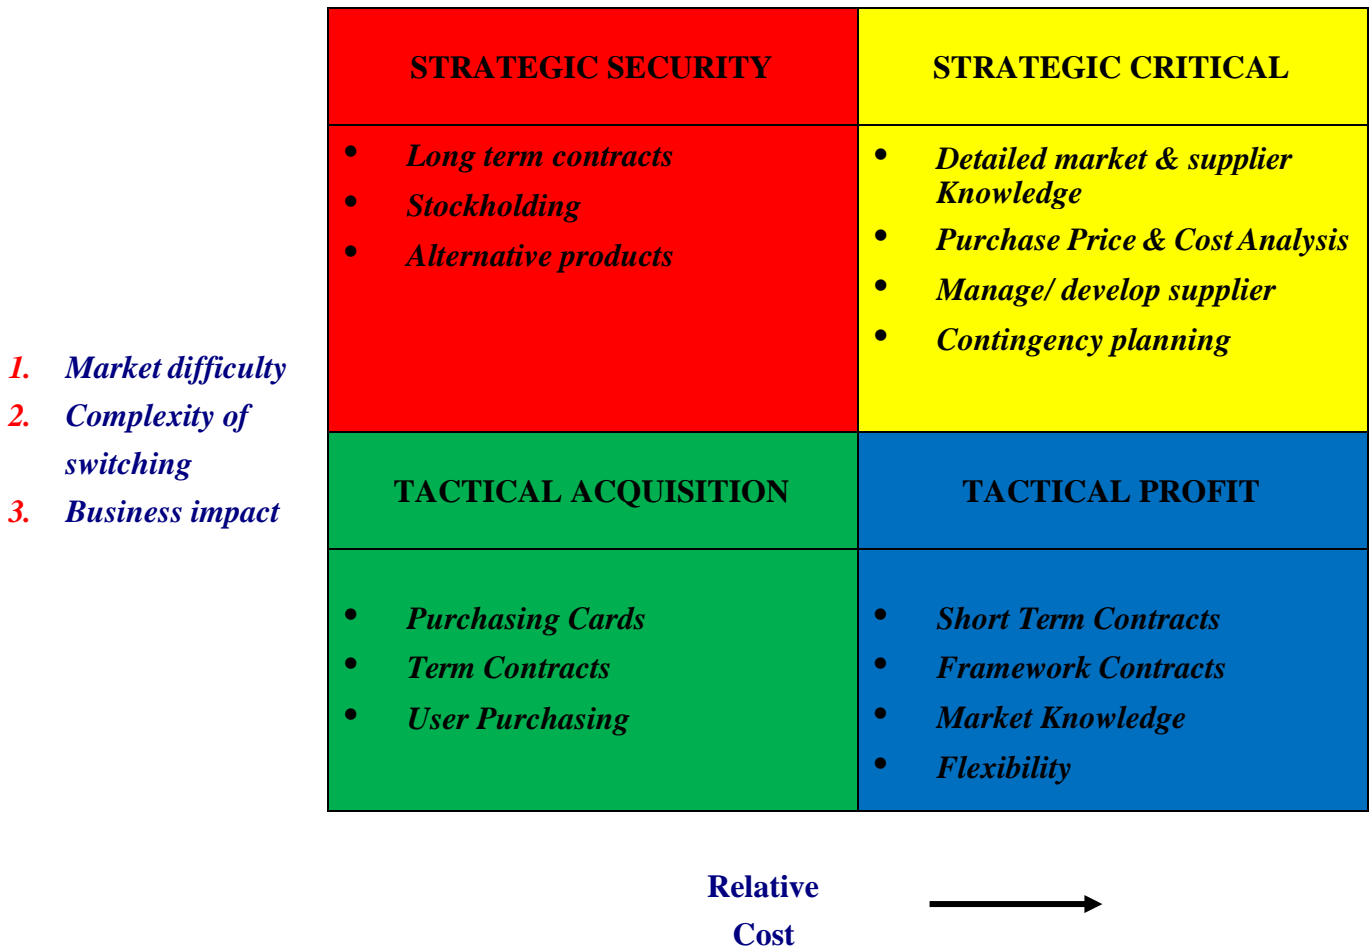 STRATEGIC SECURITY
STRATEGIC CRITICAL
• Long term contracts
• Stockholding
• Alternative products
• Detailed market & supplier
Knowledge
• Purchase Price & Cost Analysis
• Manage/ develop supplier
• Contingency planning
1. Market difficulty
2. Complexity of
switching
3. Business impact
TACTICAL ACQUISITION
TACTICAL PROFIT
• Purchasing Cards
• Term Contracts
• User Purchasing
• Short Term Contracts
• Framework Contracts
• Market Knowledge
• Flexibility
Relative
Cost